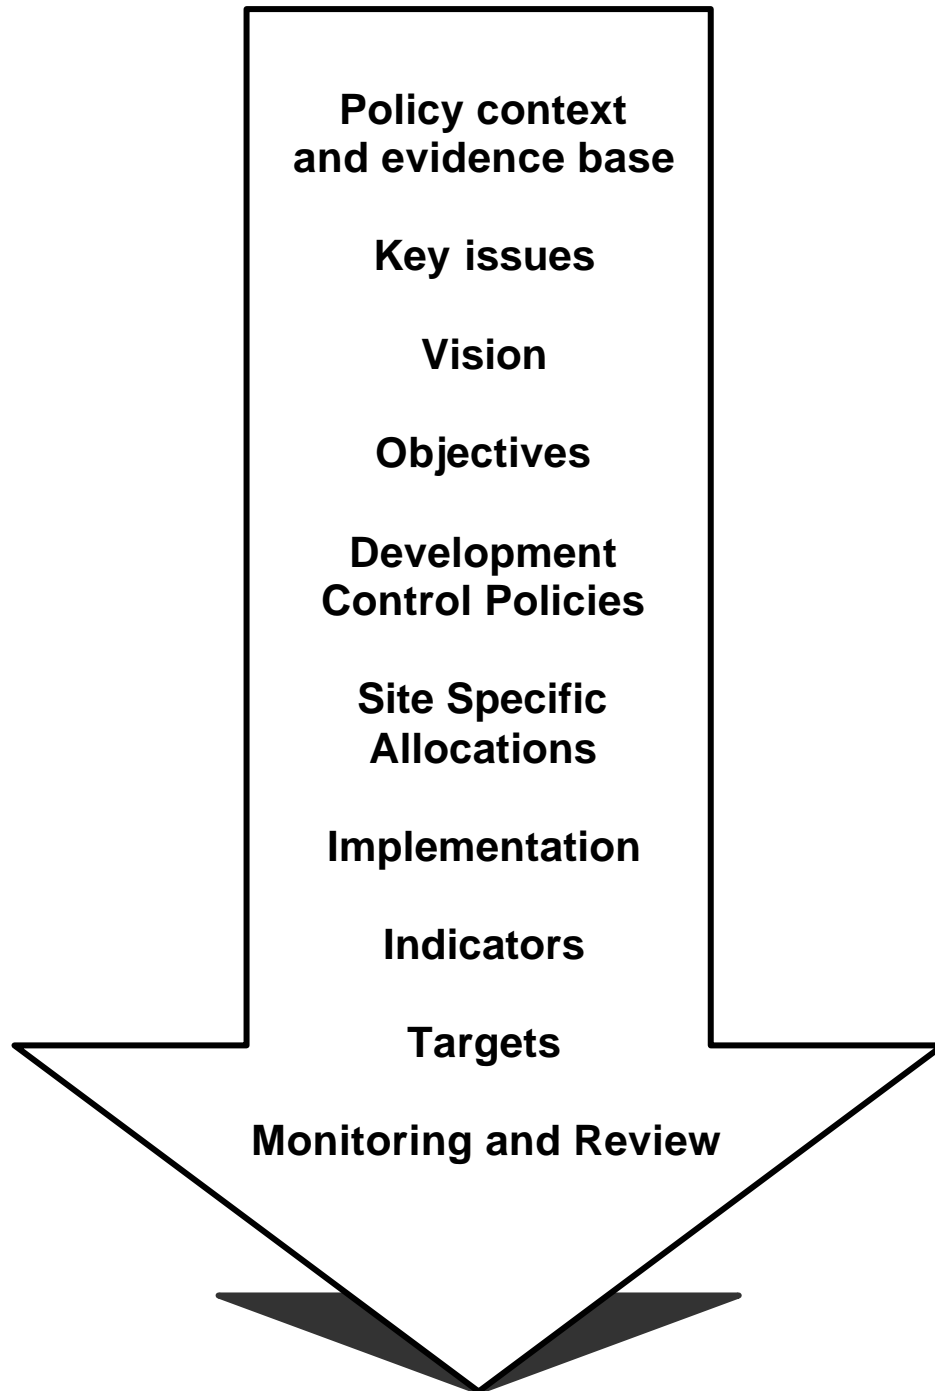 Policy context
and evidence base
Key issues
Vision
Objectives
Development
Control Policies
Site Specific
Allocations
Implementation
Indicators
Targets
Monitoring and Review